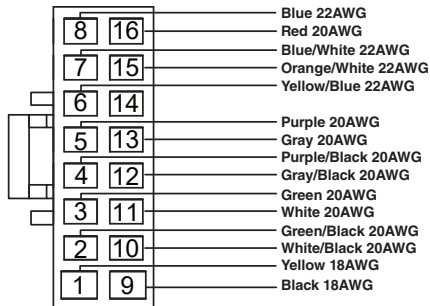 8 16
7 15
6 14
5 13
4 12
3 11
2 10
1 9
Blue 22AWG
Red 20AWG
Blue/White 22AWG
Orange/White 22AWG
Yellow/Blue 22AWG
Purple 20AWG
Gray 20AWG
Purple/Black 20AWG
Gray/Black 20AWG
Green 20AWG
White 20AWG
Green/Black 20AWG
White/Black 20AWG
Yellow 18AWG
Black 18AWG